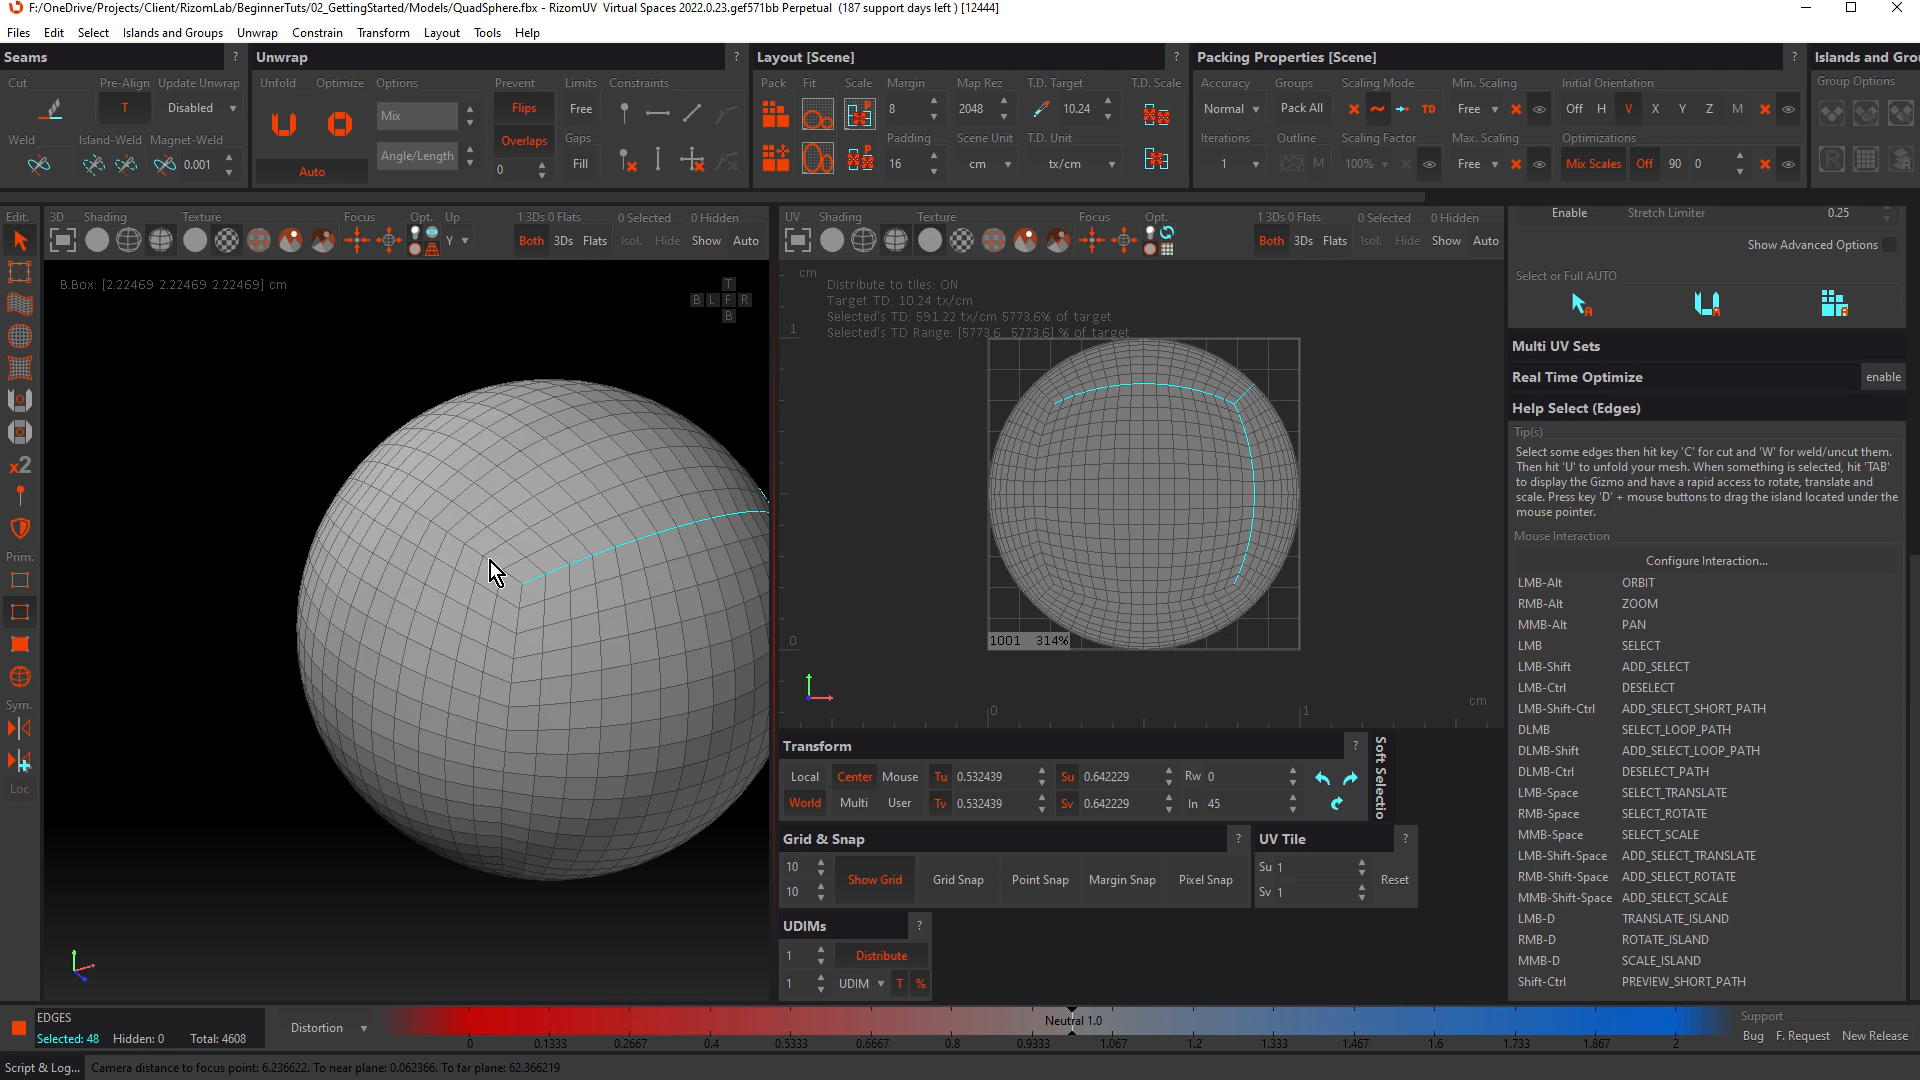 F:/OneDrive/Projects/Client/RizomLab/BeginnerTuts/02_GettingStarted/Models/QuadSphere.fbx - RizomUV Virtual Spaces 2022.0.23.gef571bb Perpetual (187 support days left ) [12444]
Files Edit Select Islands and Groups Unwrap Constrain Transform Layout Tools Help
Seams ? Unwrap ? Layout [Scene] ? Packing Properties [Scene] ? Islands and Grou
Cut Pre-Align Update Unwrap Unfold Optimize Options Prevent Limits Constraints Pack Fit Scale Margin Map Rez T.D. Target T.D. Scale Accuracy Groups Scaling Mode Min. Scaling Initial Orientation Group Options
T Disabled Mix Flips Free 8 2048 10.24 Normal Pack All TD Free Off H V X Y Z M
Weld Island-Weld Magnet-Weld Overlaps Gaps Padding Scene Unit T.D. Unit Iterations Outline Scaling Factor Max. Scaling Optimizations
0.001 Angle/Length Auto 0 Fill 16 cm tx/cm 1 M 100% Free Mix Scales Off 90 0 R
Edit. 3D Shading Texture Focus Opt. Up 1 3Ds 0 Flats 0 Selected 0 Hidden
Y Both 3Ds Flats Isol. Hide Show Auto
UV Shading Texture Focus Opt. 1 3Ds 0 Flats 0 Selected 0 Hidden
Both 3Ds Flats Isol. Hide Show Auto
Enable Stretch Limiter 0.25
Show Advanced Options
Select or Full AUTO
A A A
B.Box: [2.22469 2.22469 2.22469] cm
T
B L F R
B
cm
Distribute to tiles: ON
Target TD: 10.24 tx/cm
Selected's TD: 591.22 tx/cm 5773.6% of target
Selected's TD Range: [5773.6 5773.6] % of target
1
0
1001 314%
0 1 cm
x2
Prim.
Sym.
Loc
Multi UV Sets
Real Time Optimize enable
Help Select (Edges)
Tip(s)
Select some edges then hit key 'C' for cut and 'W' for weld/uncut them.
Then hit 'U' to unfold your mesh. When something is selected, hit 'TAB'
to display the Gizmo and have a rapid access to rotate, translate and
scale. Press key 'D' + mouse buttons to drag the island located under the
mouse pointer.
Mouse Interaction
Configure Interaction...
LMB-Alt ORBIT
RMB-Alt ZOOM
MMB-Alt PAN
LMB SELECT
LMB-Shift ADD_SELECT
LMB-Ctrl DESELECT
LMB-Shift-Ctrl ADD_SELECT_SHORT_PATH
DLMB SELECT_LOOP_PATH
DLMB-Shift ADD_SELECT_LOOP_PATH
DLMB-Ctrl DESELECT_PATH
LMB-Space SELECT_TRANSLATE
RMB-Space SELECT_ROTATE
MMB-Space SELECT_SCALE
LMB-Shift-Space ADD_SELECT_TRANSLATE
RMB-Shift-Space ADD_SELECT_ROTATE
MMB-Shift-Space ADD_SELECT_SCALE
LMB-D TRANSLATE_ISLAND
RMB-D ROTATE_ISLAND
MMB-D SCALE_ISLAND
Shift-Ctrl PREVIEW_SHORT_PATH
Transform ?
Local Center Mouse Tu 0.532439 Su 0.642229 Rw 0
World Multi User Tv 0.532439 Sv 0.642229 In 45
Soft Selectio
Grid & Snap ? UV Tile ?
10 10 Show Grid Grid Snap Point Snap Margin Snap Pixel Snap
Su 1
Sv 1
Reset
UDIMs ?
1 Distribute
1 UDIM T %
EDGES
Selected: 48 Hidden: 0 Total: 4608
Distortion
Neutral 1.0
0 0.1333 0.2667 0.4 0.5333 0.6667 0.8 0.9333 1.067 1.2 1.333 1.467 1.6 1.733 1.867 2
Support
Bug F. Request New Release
Script & Log... Camera distance to focus point: 6.236622. To near plane: 0.062366. To far plane: 62.366219